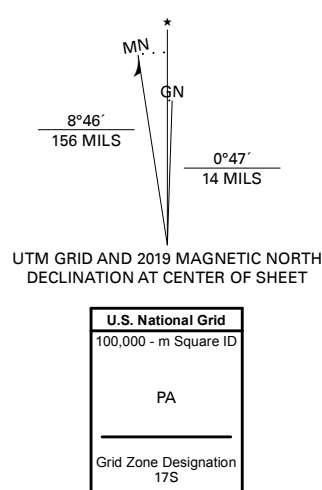 MN
GN
8°46´
156 MILS
0°47´
14 MILS
UTM GRID AND 2019 MAGNETIC NORTH
DECLINATION AT CENTER OF SHEET
U.S. National Grid
100,000 - m Square ID
PA
Grid Zone Designation
17S